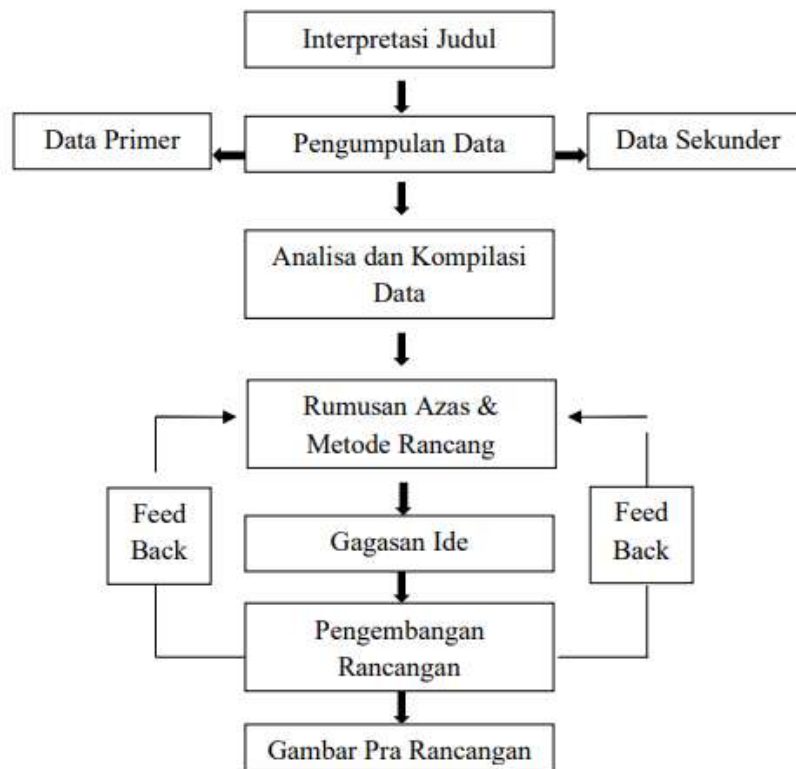 Interpretasi Judul
Data Primer
Pengumpulan Data
Data Sekunder
Analisa dan Kompilasi
Data
Rumusan Azas &
Metode Rancang
Feed
Back
Gagasan Ide
Feed
Back
Pengembangan
Rancangan
Gambar Pra Rancangan